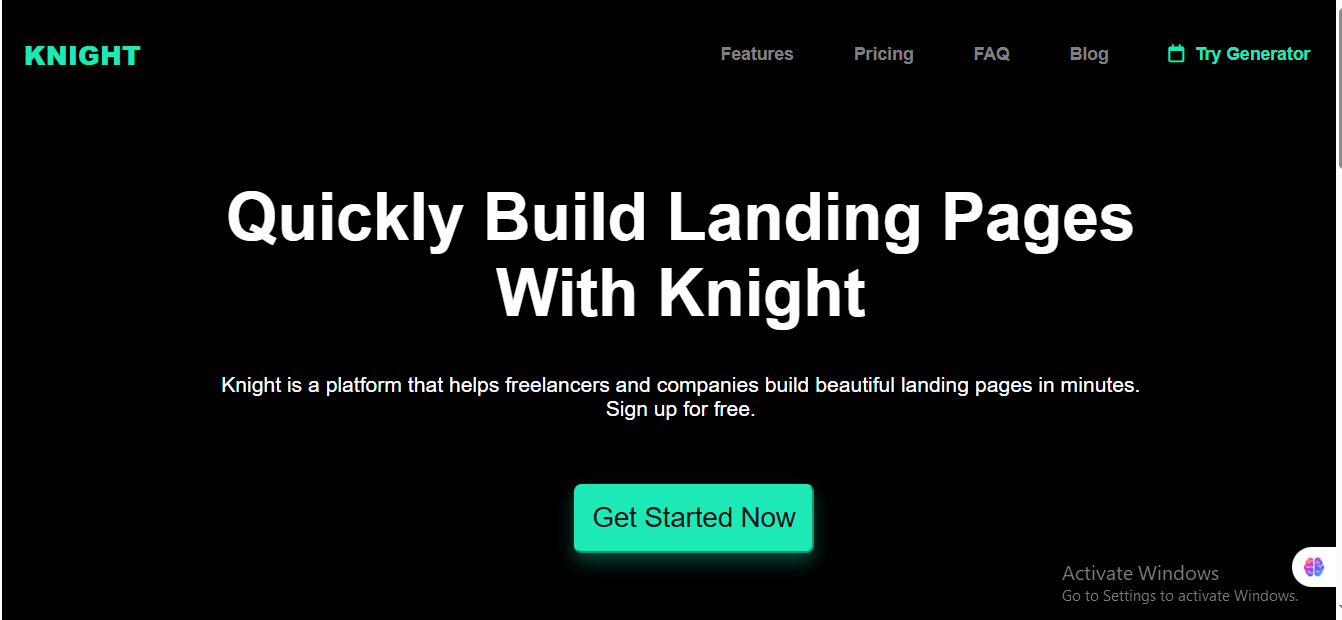 KNIGHT
Features Pricing FAQ Blog Try Generator
Quickly Build Landing Pages
With Knight
Knight is a platform that helps freelancers and companies build beautiful landing pages in minutes.
Sign up for free.
Get Started Now
Activate Windows
Go to Settings to activate Windows.